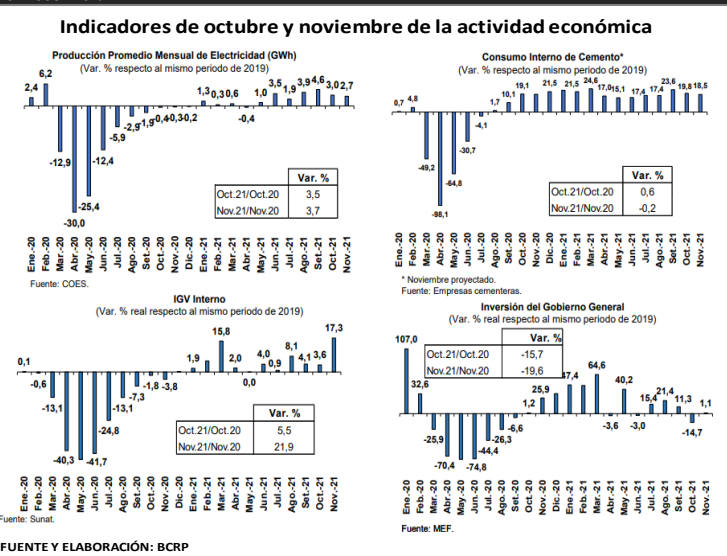 Indicadores de octubre y noviembre de la actividad económica
Producción Promedio Mensual de Electricidad (GWh)
(Var. % respecto al mismo periodo de 2019)
2,4 6,2 -12,9 -30,0 -25,4 -12,4 -5,9 -2,9 -1,9 -0,4 -0,3 -0,2 1,3 0,3 0,6 -0,4 1,0 3,5 1,9 3,9 4,6 3,0 2,7
Var. %
Oct.21/Oct.20 3,5
Nov.21/Nov.20 3,7
Ene.-20 Feb.-20 Mar.-20 Abr.-20 May.-20 Jun.-20 Jul.-20 Ago.-20 Set.-20 Oct.-20 Nov.-20 Dic.-20 Ene.-21 Feb.-21 Mar.-21 Abr.-21 May.-21 Jun.-21 Jul.-21 Ago.-21 Set.-21 Oct.-21 Nov.-21
Fuente: COES.
Consumo Interno de Cemento*
(Var. % respecto al mismo periodo de 2019)
0,7 4,8 -49,2 -98,1 -64,8 -30,7 -4,1 1,7 10,1 19,1 21,5 21,5 24,6 17,0 15,1 17,4 17,4 23,6 19,8 18,5
Var. %
Oct.21/Oct.20 0,6
Nov.21/Nov.20 -0,2
Ene.-20 Feb.-20 Mar.-20 Abr.-20 May.-20 Jun.-20 Jul.-20 Ago.-20 Set.-20 Oct.-20 Nov.-20 Dic.-20 Ene.-21 Feb.-21 Mar.-21 Abr.-21 May.-21 Jun.-21 Jul.-21 Ago.-21 Set.-21 Oct.-21 Nov.-21
* Noviembre proyectado.
Fuente: Empresas cementeras.
IGV Interno
(Var. % real respecto al mismo periodo de 2019)
0,1 -0,6 -13,1 -40,3 -41,7 -24,8 -13,1 -7,3 -1,8 -3,8 1,9 15,8 2,0 0,0 4,0 0,9 8,1 4,1 3,6 17,3
Var. %
Oct.21/Oct.20 5,5
Nov.21/Nov.20 21,9
Ene.-20 Feb.-20 Mar.-20 Abr.-20 May.-20 Jun.-20 Jul.-20 Ago.-20 Set.-20 Oct.-20 Nov.-20 Dic.-20 Ene.-21 Feb.-21 Mar.-21 Abr.-21 May.-21 Jun.-21 Jul.-21 Ago.-21 Set.-21 Oct.-21 Nov.-21
Fuente: Sunat.
Inversión del Gobierno General
(Var. % real respecto al mismo periodo de 2019)
107,0 32,6 -25,9 -70,4 -74,8 -44,4 -26,3 -6,6 1,2 25,9 47,4 64,6 -3,6 40,2 -3,0 15,4 21,4 11,3 -14,7 1,1
Var. %
Oct.21/Oct.20 -15,7
Nov.21/Nov.20 -19,6
Ene.-20 Feb.-20 Mar.-20 Abr.-20 May.-20 Jun.-20 Jul.-20 Ago.-20 Set.-20 Oct.-20 Nov.-20 Dic.-20 Ene.-21 Feb.-21 Mar.-21 Abr.-21 May.-21 Jun.-21 Jul.-21 Ago.-21 Set.-21 Oct.-21 Nov.-21
Fuente: MEF.
FUENTE Y ELABORACIÓN: BCRP